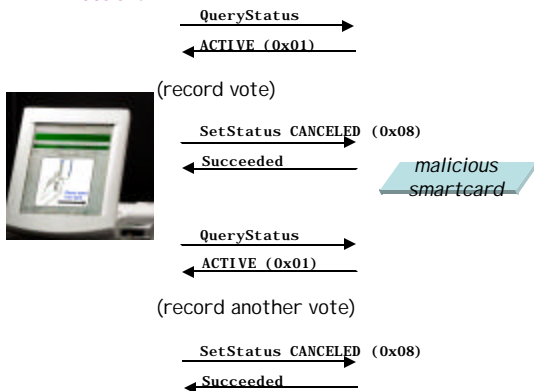 QueryStatus
ACTIVE (0x01)
(record vote)
SetStatus CANCELED (0x08)
Succeeded
malicious
smartcard
QueryStatus
ACTIVE (0x01)
(record another vote)
SetStatus CANCELED (0x08)
Succeeded